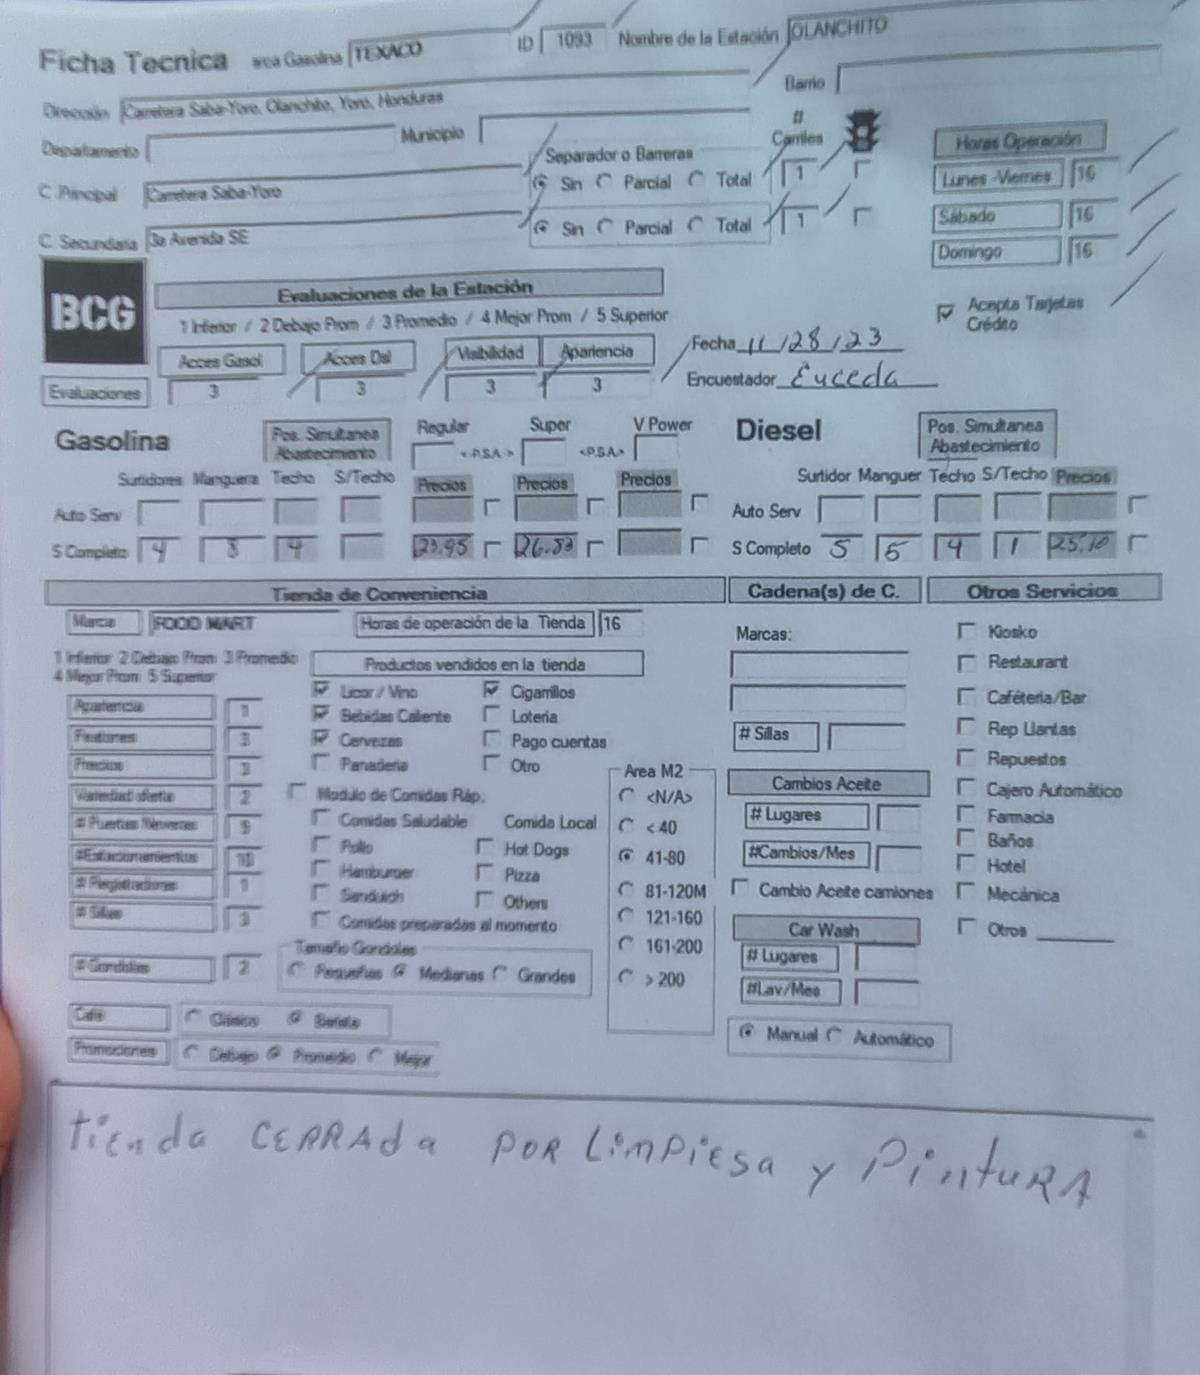 Ficha Tecnica arca Gasolina TEXACO ID 1093 Nombre de la Estación OLANCHITO
Dirección Carretera Saba-Yoro, Olanchito, Yoro, Honduras Barrio
Departamento Municipio # Carriles
Separador o Barreras
C .Principal Carretera Saba-Yoro Sin Parcial Total 1
C. Secundaria 3a Avenida SE Sin Parcial Total 1
Horas Operación
Lunes -Viernes 16
Sábado 16
Domingo 16
Acepta Tarjetas Crédito
BCG
Evaluaciones de la Estación
1 Inferior / 2 Debajo Prom / 3 Promedio / 4 Mejor Prom / 5 Superior
Acces Gasol Acces Dsl Visibilidad Apariencia
Evaluaciones 3 3 3 3
Fecha 11/28/23
Encuestador Euceda
Gasolina Pos. Simultanea Abastecimiento Regular Super V Power
<-P.S.A.-> <P.S.A>
Surtidores Manguera Techo S/Techo Precios Precios Precios
Auto Serv
S Completo 4 8 4 26.53
Diesel Pos. Simultanea Abastecimiento
Surtidor Manguer Techo S/Techo Precios
Auto Serv
S Completo 5 5 4 1 25.10
Tienda de Conveniencia
Marca FOOD MART Horas de operación de la Tienda 16
1 Inferior 2 Debajo Prom 3 Promedio
4 Mejor Prom 5 Superior
Apariencia 1
Pasillones 3
Precios 3
Variedad oferta 2
# Puertas Neveras
#Estacionamientos 10
# Registradoras 1
# Sillas 3
# Gondolas 2
Productos vendidos en la tienda
Licor / Vino Cigarrillos
Bebidas Caliente Loteria
Cervezas Pago cuentas
Panaderia Otro
Modulo de Comidas Ráp.
Comidas Saludable Comida Local
Pollo Hot Dogs
Hamburger Pizza
Sanduich Others
Comidas preparadas al momento
Tamaño Gondolas
Pequeñas Medianas Grandes
Area M2
<N/A>
< 40
41-80
81-120M
121-160
161-200
> 200
Café Clásico Barista
Promociones Debajo Promedio Mejor
Cadena(s) de C.
Marcas:
# Sillas
Cambios Aceite
# Lugares
#Cambios/Mes
Cambio Aceite camiones
Car Wash
# Lugares
#Lav/Mes
Manual Automático
Otros Servicios
Kiosko
Restaurant
Caféteria/Bar
Rep Llantas
Repuestos
Cajero Automático
Farmacia
Baños
Hotel
Mecánica
Otros
tienda CERRAda POR LimPiEsa y PintuRA